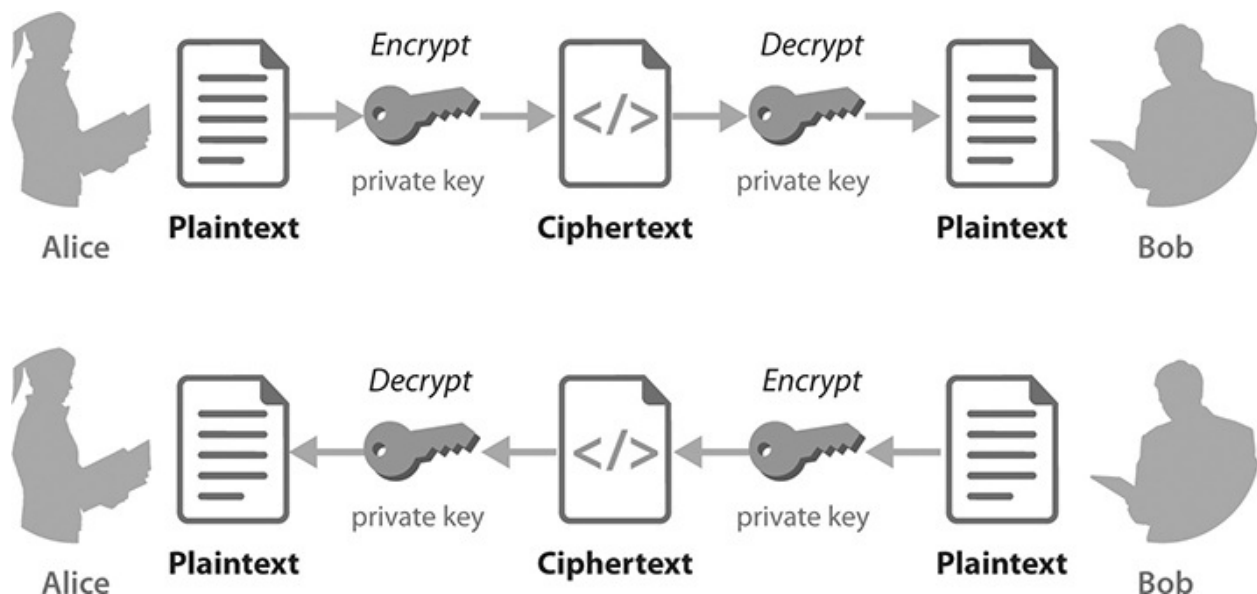 Encrypt
Decrypt
</>
private key
private key
Plaintext
Ciphertext
Plaintext
Alice
Bob
Decrypt
Encrypt
</>
private key
private key
Plaintext
Ciphertext
Plaintext
Alice
Bob